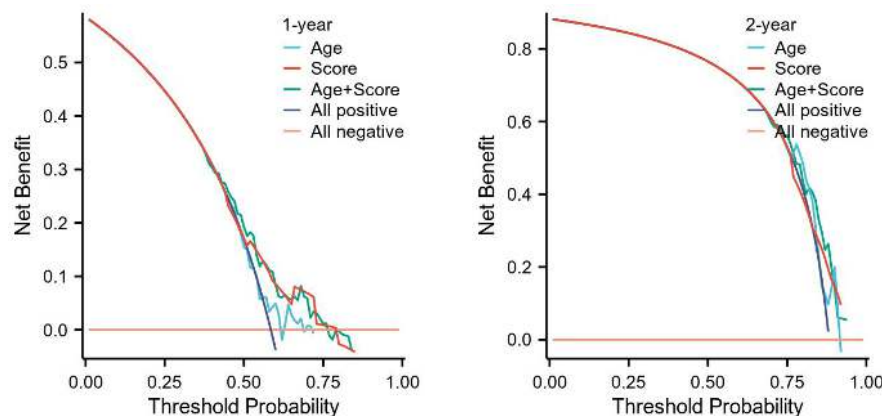 1-year
Age
Score
Age+Score
All positive
All negative
Net Benefit
0.5
0.4
0.3
0.2
0.1
0.0
0.00 0.25 0.50 0.75 1.00
Threshold Probability
2-year
Age
Score
Age+Score
All positive
All negative
Net Benefit
0.8
0.6
0.4
0.2
0.0
0.00 0.25 0.50 0.75 1.00
Threshold Probability